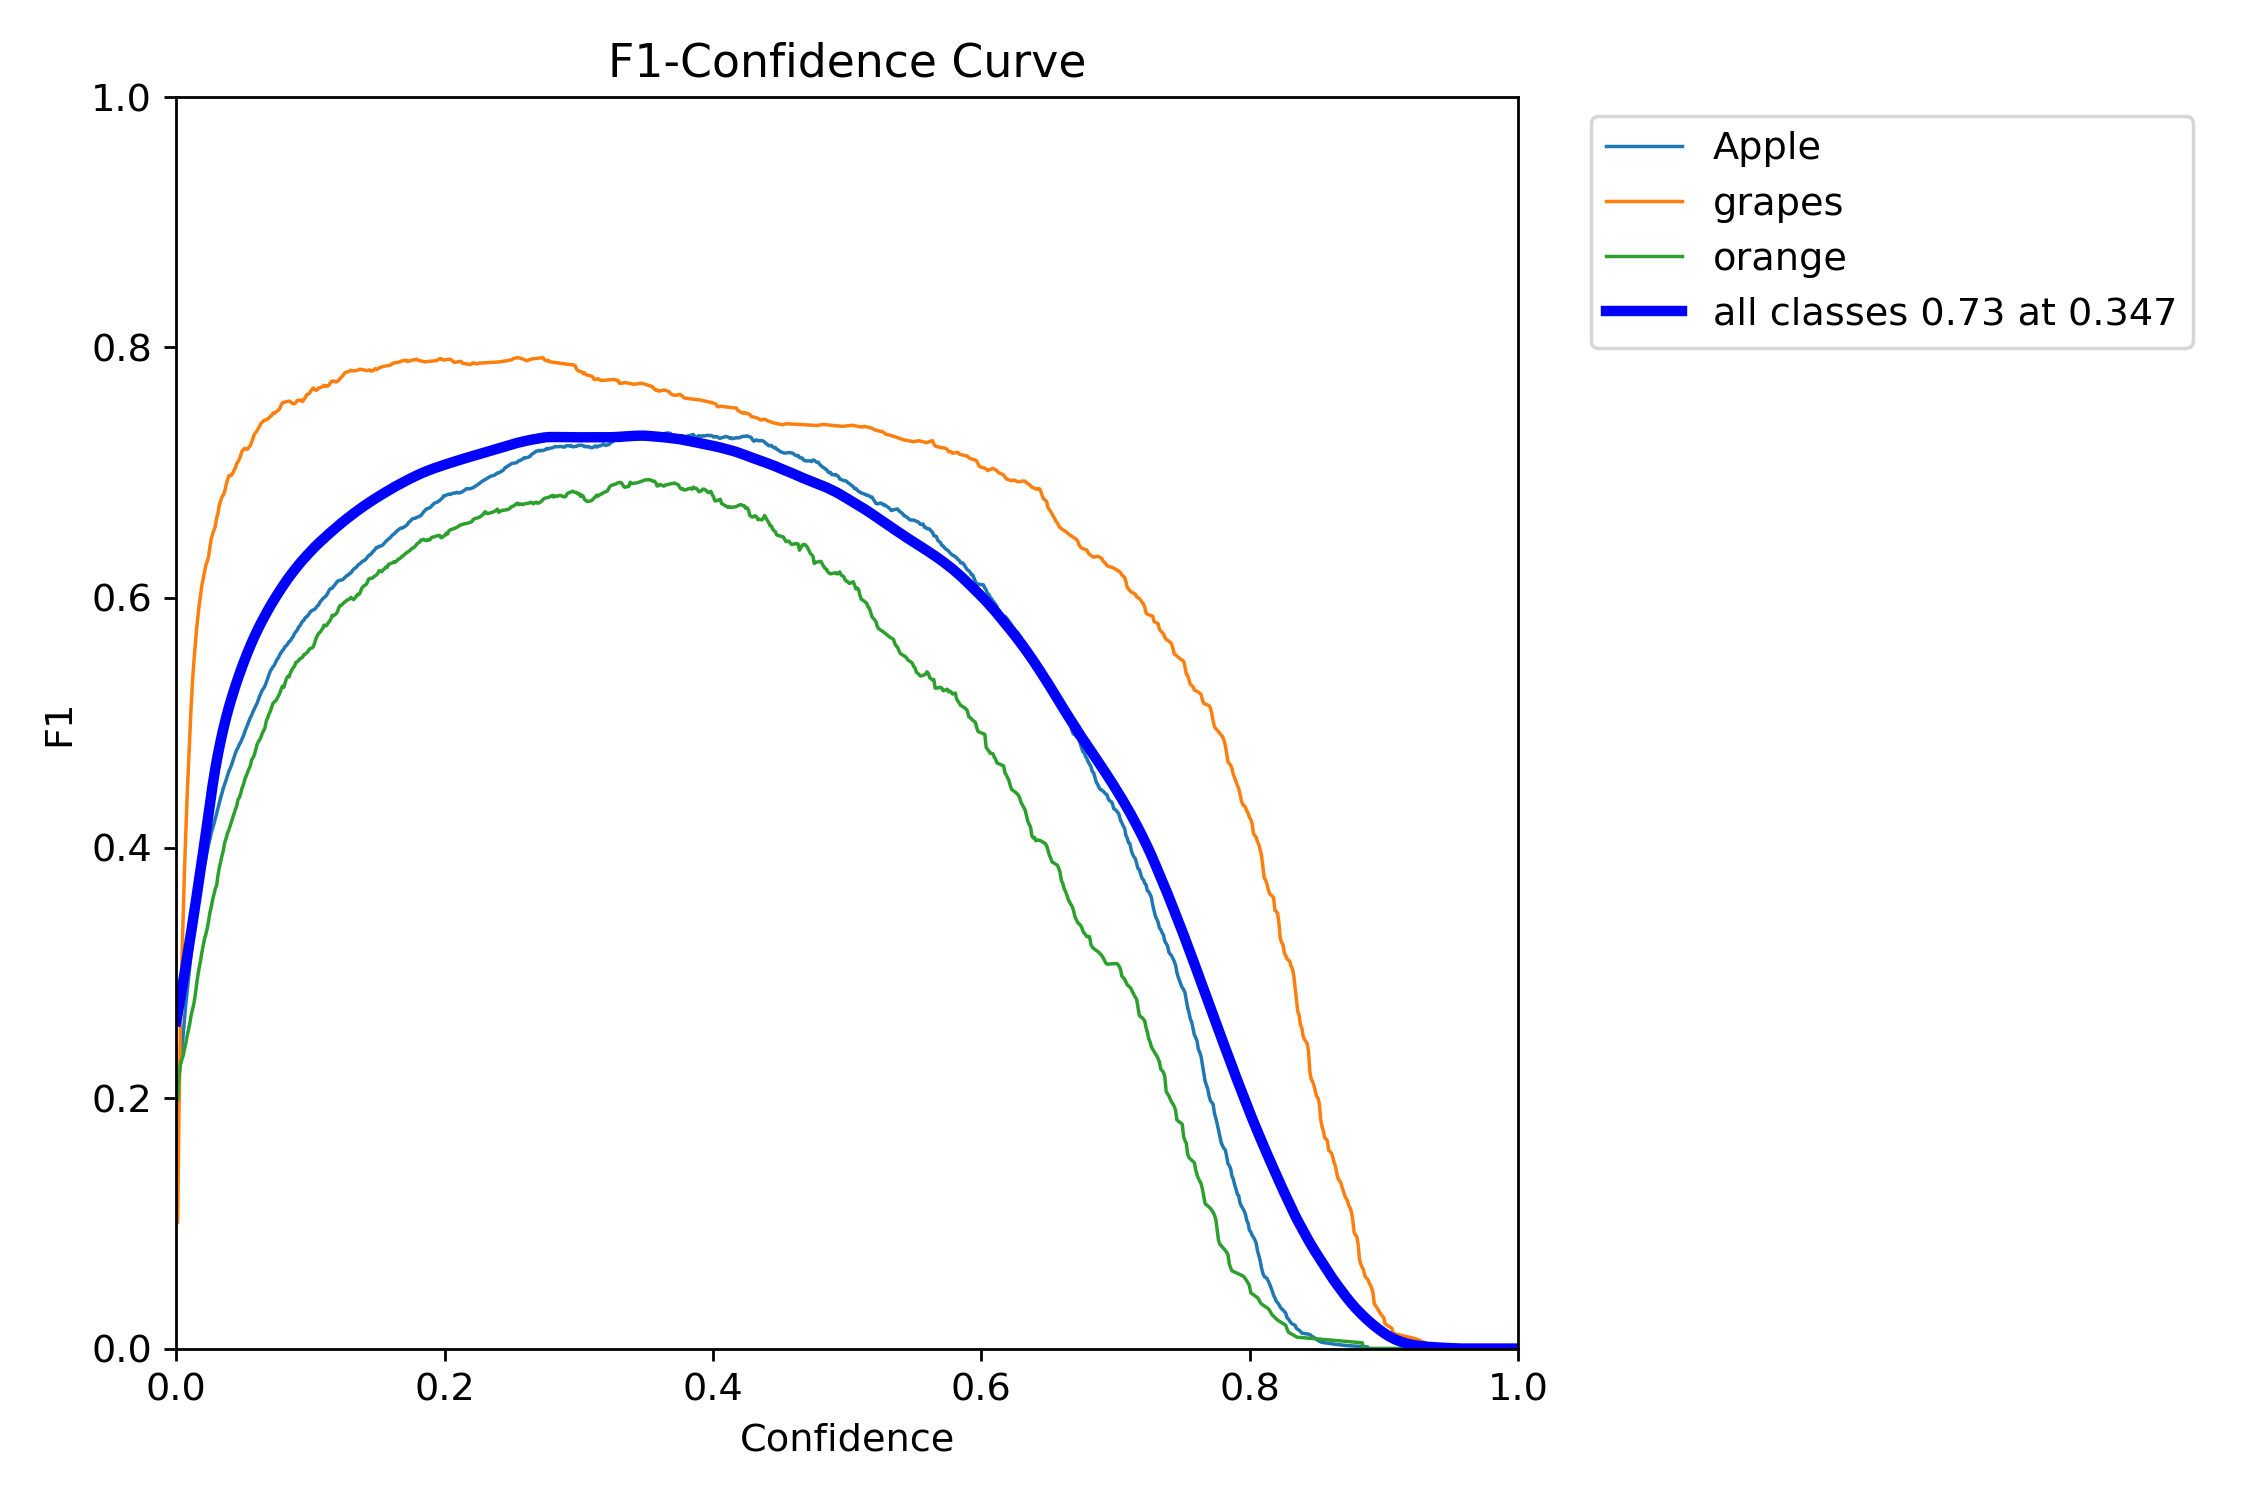 F1-Confidence Curve
1.0
0.8
0.6
0.4
0.2
0.0
F1
0.0 0.2 0.4 0.6 0.8 1.0
Confidence
Apple
grapes
orange
all classes 0.73 at 0.347